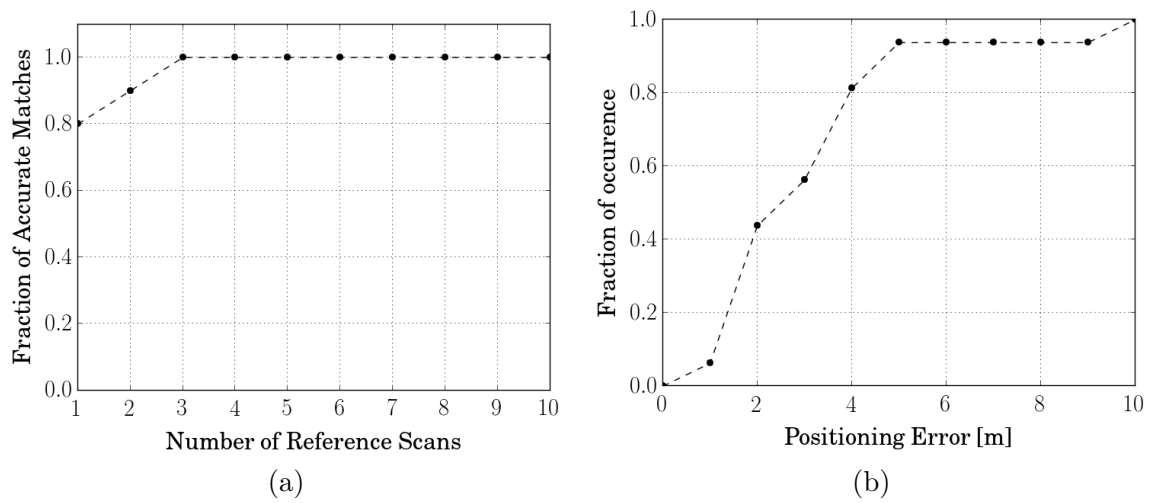 Fraction of Accurate Matches
1.0
0.8
0.6
0.4
0.2
0.0
1 2 3 4 5 6 7 8 9 10
Number of Reference Scans
(a)
Fraction of occurence
1.0
0.8
0.6
0.4
0.2
0.0
0 2 4 6 8 10
Positioning Error [m]
(b)